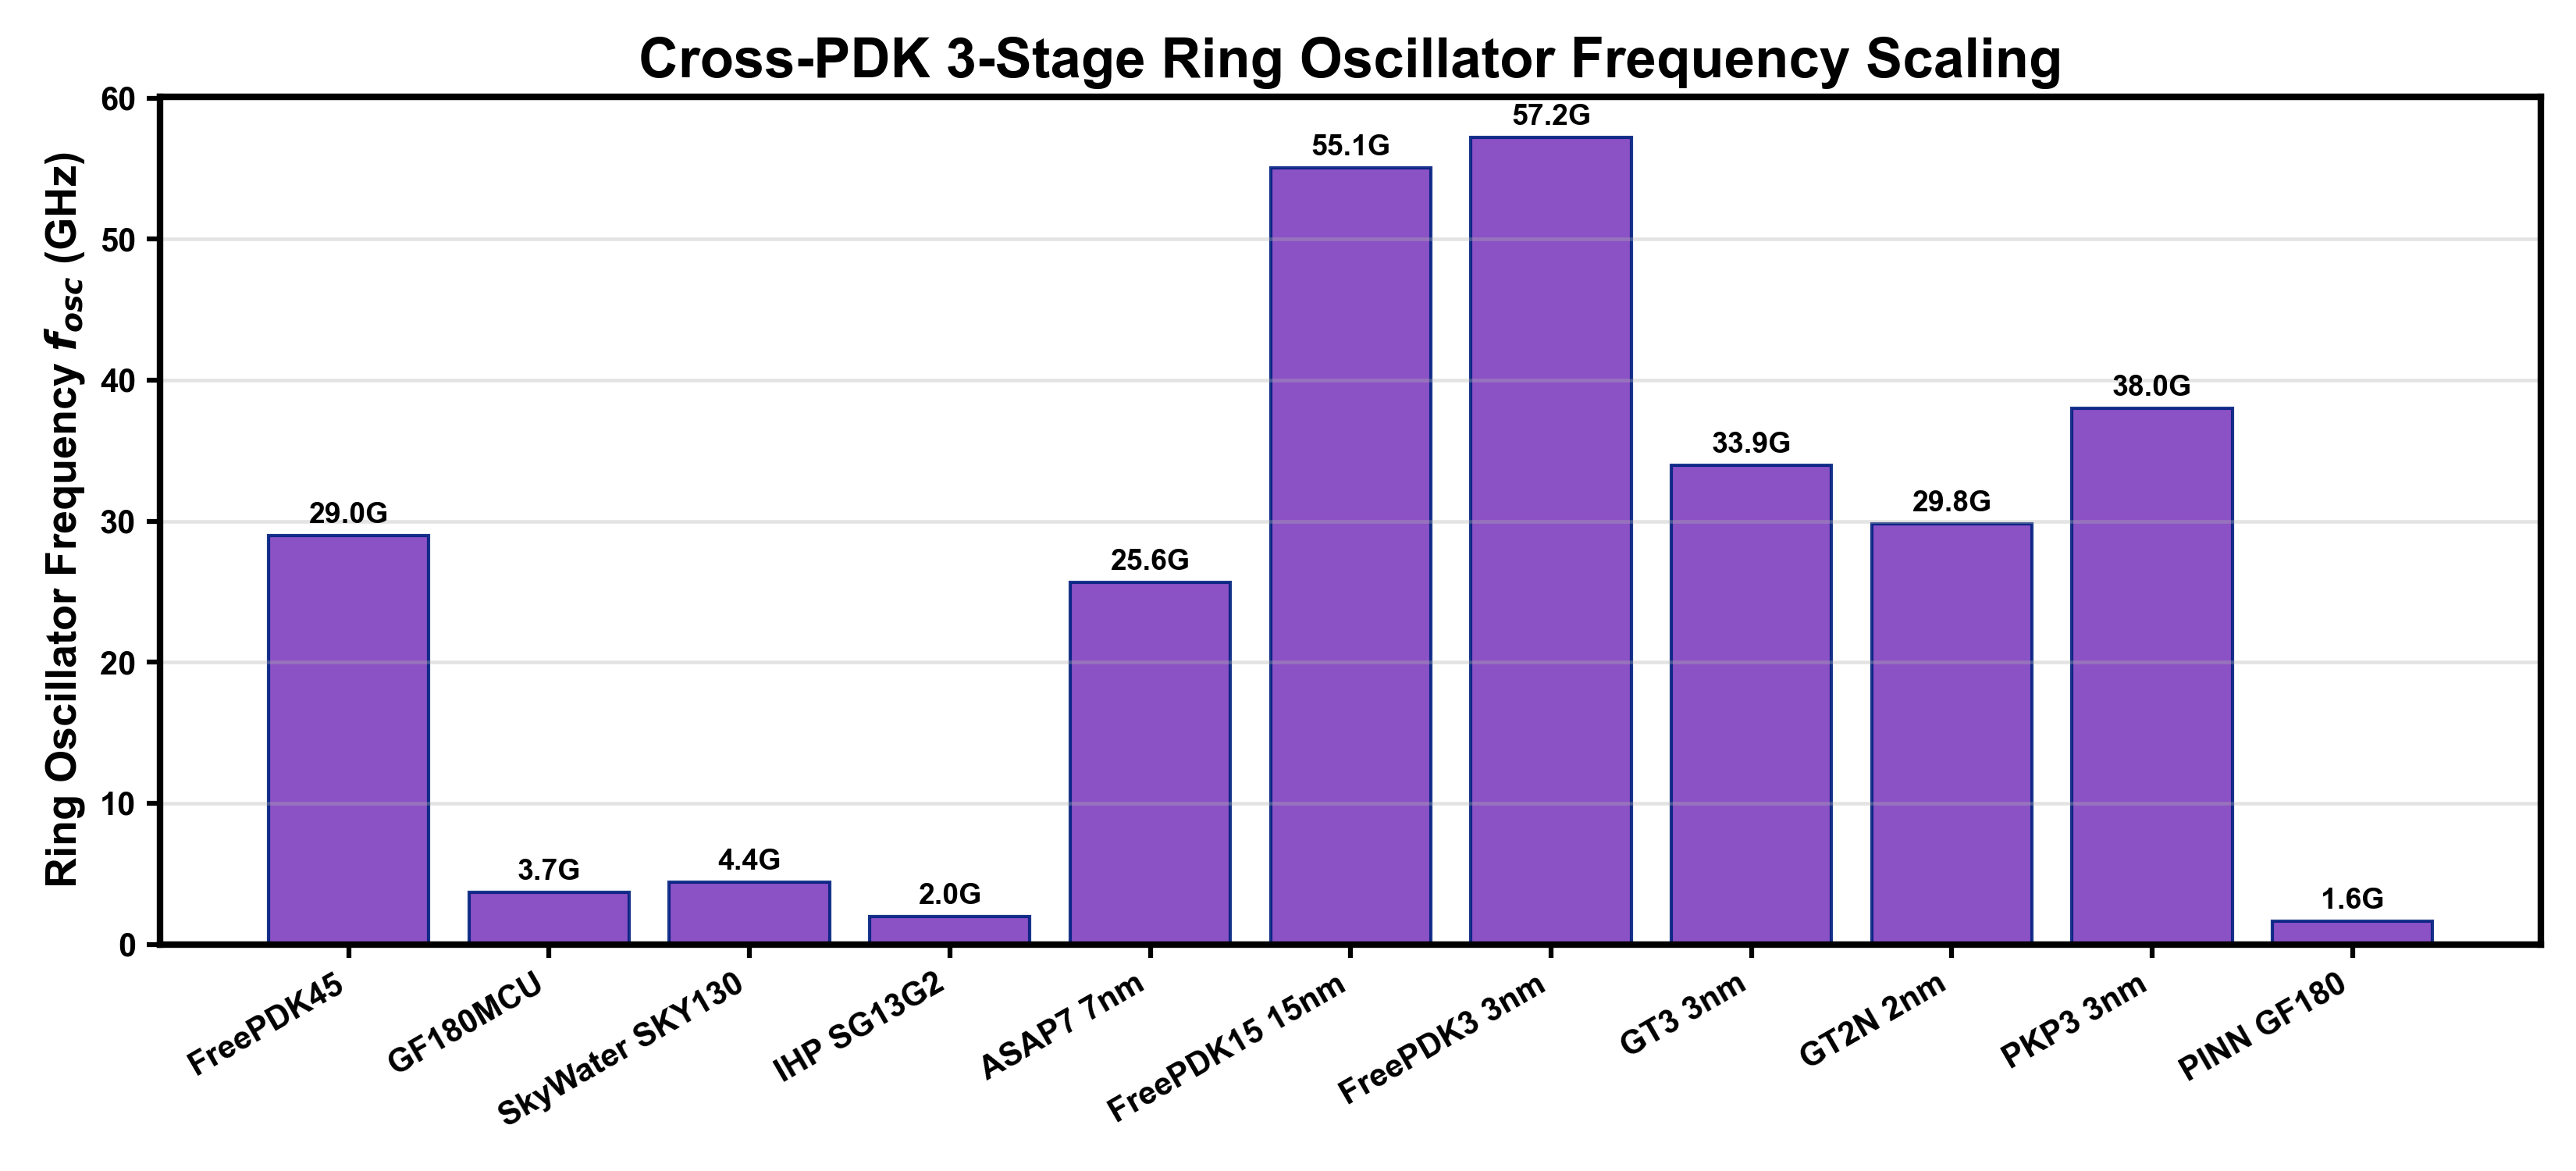 Cross-PDK 3-Stage Ring Oscillator Frequency Scaling
Ring Oscillator Frequency f_osc (GHz)
60
50
40
30
20
10
0
29.0G
3.7G
4.4G
2.0G
25.6G
55.1G
57.2G
33.9G
29.8G
38.0G
1.6G
FreePDK45
GF180MCU
SkyWater SKY130
IHP SG13G2
ASAP7 7nm
FreePDK15 15nm
FreePDK3 3nm
GT3 3nm
GT2N 2nm
PKP3 3nm
PINN GF180